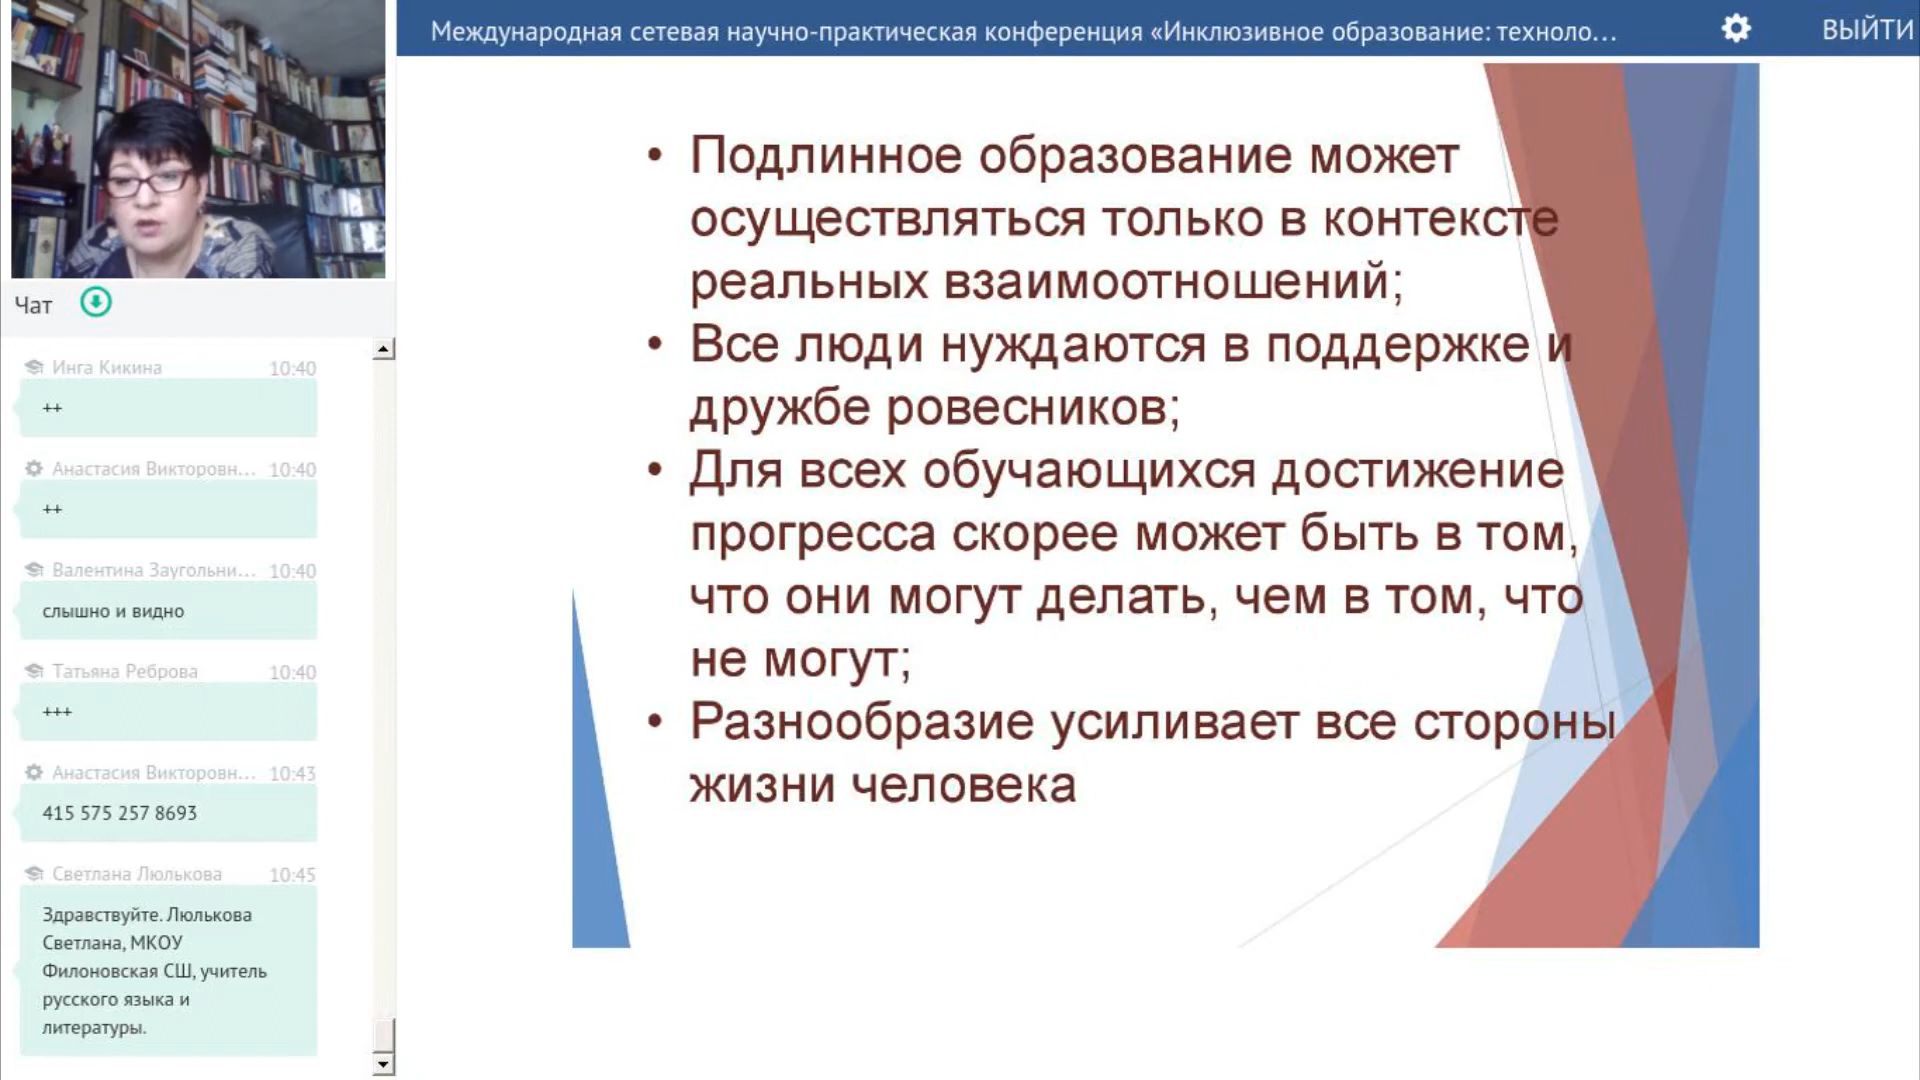 Международная сетевая научно-практическая конференция «Инклюзивное образование: техноло...
ВЫЙТИ
Чат
Инга Кикина 10:40
++
Анастасия Викторовн... 10:40
++
Валентина Заугольни... 10:40
слышно и видно
Татьяна Реброва 10:40
+++
Анастасия Викторовн... 10:43
415 575 257 8693
Светлана Люлькова 10:45
Здравствуйте. Люлькова
Светлана, МКОУ
Филоновская СШ, учитель
русского языка и
литературы.
• Подлинное образование может
осуществляться только в контексте
реальных взаимоотношений;
• Все люди нуждаются в поддержке и
дружбе ровесников;
• Для всех обучающихся достижение
прогресса скорее может быть в том,
что они могут делать, чем в том, что
не могут;
• Разнообразие усиливает все стороны
жизни человека